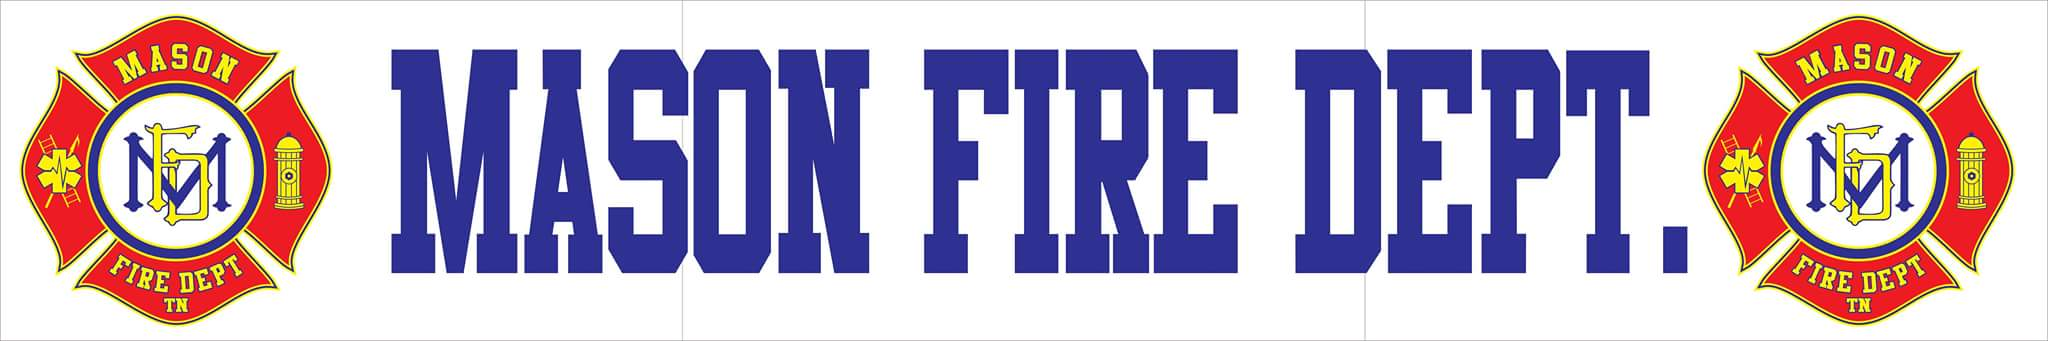 MASON
MFD
FIRE DEPT
TN
MASON FIRE DEPT.
MASON
MFD
FIRE DEPT
TN